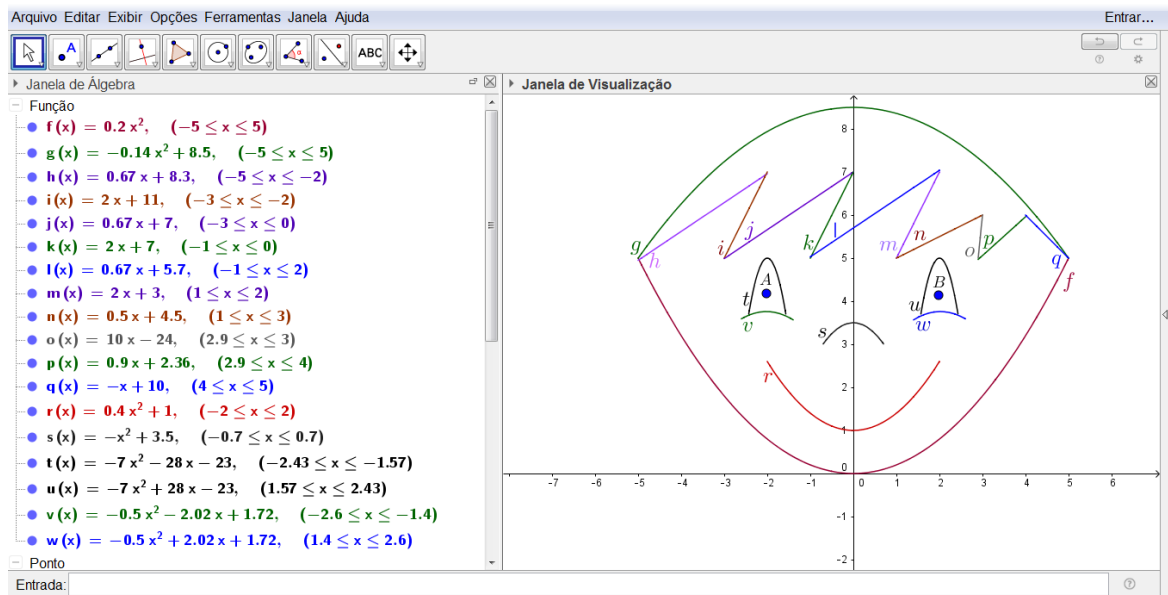 Arquivo Editar Exibir Opções Ferramentas Janela Ajuda Entrar...
A α ABC
Janela de Álgebra
Janela de Visualização
Função
f(x) = 0.2 x², (−5 ≤ x ≤ 5)
g(x) = −0.14 x² + 8.5, (−5 ≤ x ≤ 5)
h(x) = 0.67 x + 8.3, (−5 ≤ x ≤ −2)
i(x) = 2 x + 11, (−3 ≤ x ≤ −2)
j(x) = 0.67 x + 7, (−3 ≤ x ≤ 0)
k(x) = 2 x + 7, (−1 ≤ x ≤ 0)
l(x) = 0.67 x + 5.7, (−1 ≤ x ≤ 2)
m(x) = 2 x + 3, (1 ≤ x ≤ 2)
n(x) = 0.5 x + 4.5, (1 ≤ x ≤ 3)
o(x) = 10 x − 24, (2.9 ≤ x ≤ 3)
p(x) = 0.9 x + 2.36, (2.9 ≤ x ≤ 4)
q(x) = −x + 10, (4 ≤ x ≤ 5)
r(x) = 0.4 x² + 1, (−2 ≤ x ≤ 2)
s(x) = −x² + 3.5, (−0.7 ≤ x ≤ 0.7)
t(x) = −7 x² − 28 x − 23, (−2.43 ≤ x ≤ −1.57)
u(x) = −7 x² + 28 x − 23, (1.57 ≤ x ≤ 2.43)
v(x) = −0.5 x² − 2.02 x + 1.72, (−2.6 ≤ x ≤ −1.4)
w(x) = −0.5 x² + 2.02 x + 1.72, (1.4 ≤ x ≤ 2.6)
Ponto
8
7
6
g h i j k l m n o p q f
5
A B
4
t u
v w
s
3
r
2
1
0
-7 -6 -5 -4 -3 -2 -1 0 1 2 3 4 5 6
-1
-2
Entrada: